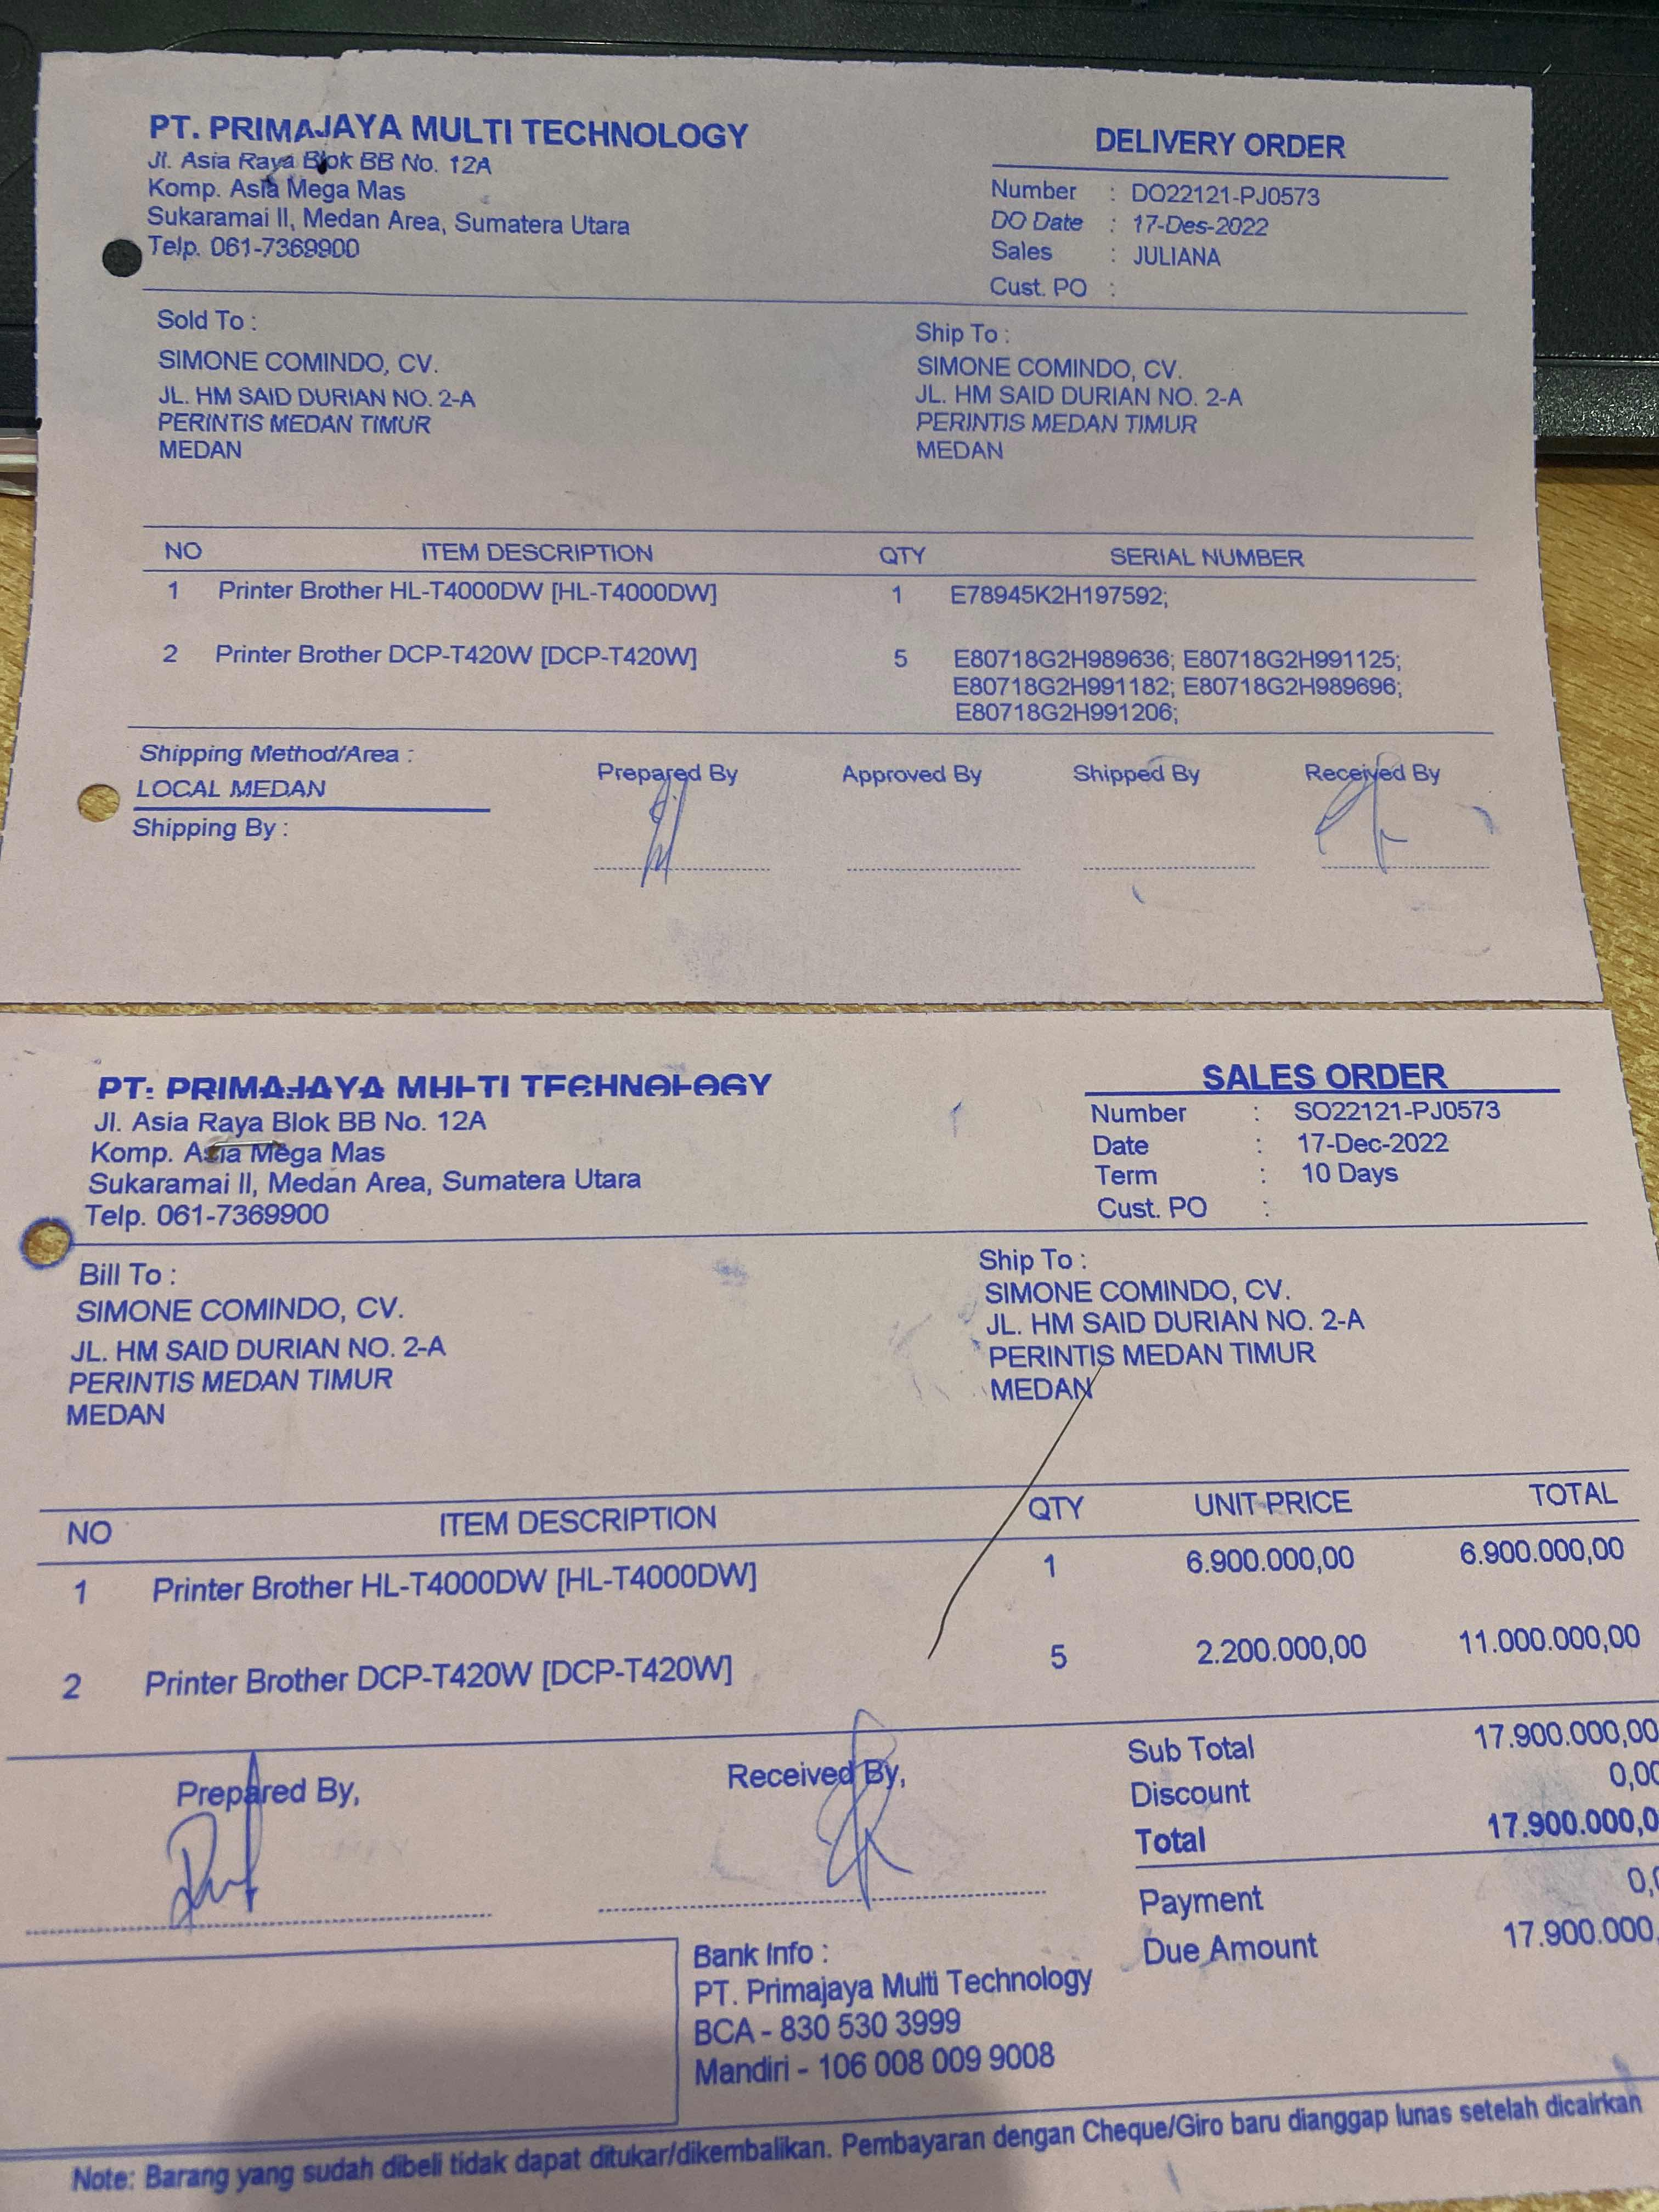 PT. PRIMAJAYA MULTI TECHNOLOGY
Jl. Asia Raya Blok BB No. 12A
Komp. Asia Mega Mas
Sukaramai II, Medan Area, Sumatera Utara
Telp. 061-7369900
DELIVERY ORDER
Number : DO22121-PJ0573
DO Date : 17-Des-2022
Sales : JULIANA
Cust. PO :
Sold To :
SIMONE COMINDO, CV.
JL. HM SAID DURIAN NO. 2-A
PERINTIS MEDAN TIMUR
MEDAN
Ship To :
SIMONE COMINDO, CV.
JL. HM SAID DURIAN NO. 2-A
PERINTIS MEDAN TIMUR
MEDAN
NO ITEM DESCRIPTION QTY SERIAL NUMBER
1 Printer Brother HL-T4000DW [HL-T4000DW] 1 E78945K2H197592;
2 Printer Brother DCP-T420W [DCP-T420W] 5 E80718G2H989636; E80718G2H991125;
E80718G2H991182; E80718G2H989696;
E80718G2H991206;
Shipping Method/Area :
LOCAL MEDAN
Shipping By :
Prepared By Approved By Shipped By Received By
PT. PRIMAJAYA MULTI TECHNOLOGY
Jl. Asia Raya Blok BB No. 12A
Komp. Asia Mega Mas
Sukaramai II, Medan Area, Sumatera Utara
Telp. 061-7369900
SALES ORDER
Number : SO22121-PJ0573
Date : 17-Dec-2022
Term : 10 Days
Cust. PO :
Bill To :
SIMONE COMINDO, CV.
JL. HM SAID DURIAN NO. 2-A
PERINTIS MEDAN TIMUR
MEDAN
Ship To :
SIMONE COMINDO, CV.
JL. HM SAID DURIAN NO. 2-A
PERINTIS MEDAN TIMUR
MEDAN
NO ITEM DESCRIPTION QTY UNIT PRICE TOTAL
1 Printer Brother HL-T4000DW [HL-T4000DW] 1 6.900.000,00 6.900.000,00
2 Printer Brother DCP-T420W [DCP-T420W] 5 2.200.000,00 11.000.000,00
Prepared By,
Received By,
Sub Total 17.900.000,00
Discount 0,00
Total 17.900.000,0
Payment 0,
Due Amount 17.900.000,
Bank Info :
PT. Primajaya Multi Technology
BCA - 830 530 3999
Mandiri - 106 008 009 9008
Note: Barang yang sudah dibeli tidak dapat ditukar/dikembalikan. Pembayaran dengan Cheque/Giro baru dianggap lunas setelah dicairkan